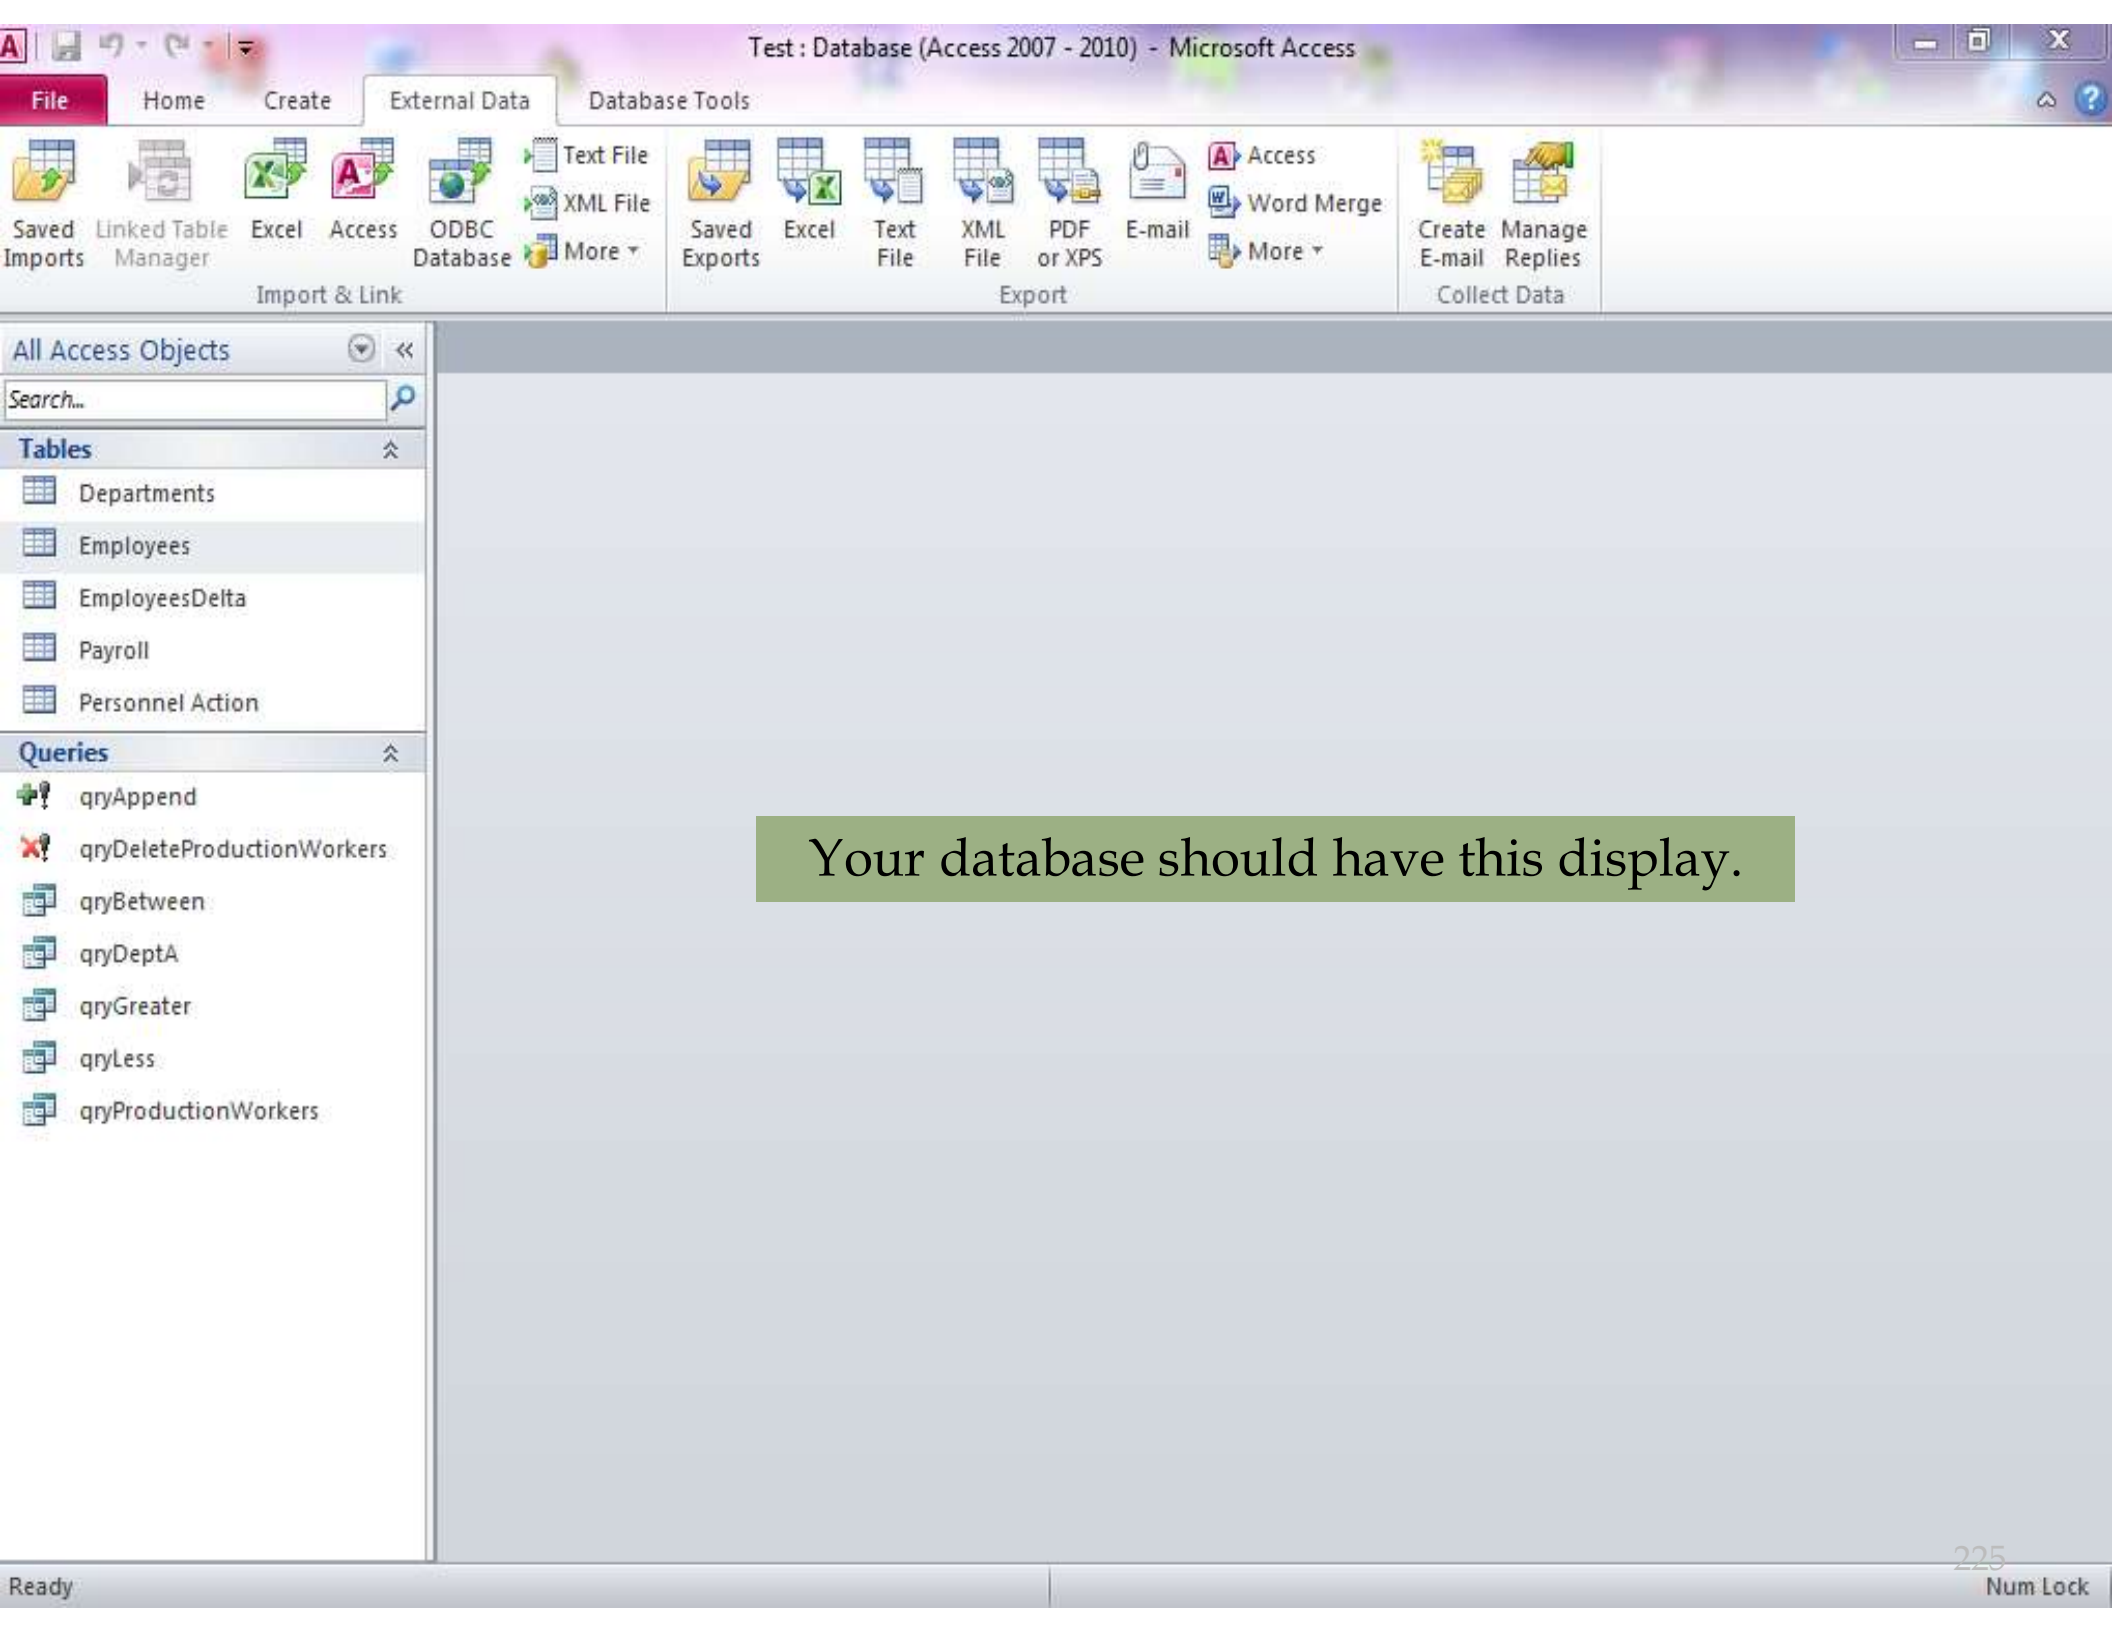 Test : Database (Access 2007 - 2010) - Microsoft Access
File Home Create External Data Database Tools
Saved Imports
Linked Table Manager
Excel
Access
ODBC Database
Text File
XML File
More
Import & Link
Saved Exports
Excel
Text File
XML File
PDF or XPS
E-mail
Access
Word Merge
More
Export
Create E-mail
Manage Replies
Collect Data
All Access Objects
Search...
Tables
Departments
Employees
EmployeesDelta
Payroll
Personnel Action
Queries
qryAppend
qryDeleteProductionWorkers
qryBetween
qryDeptA
qryGreater
qryLess
qryProductionWorkers
Your database should have this display.
225
Ready
Num Lock